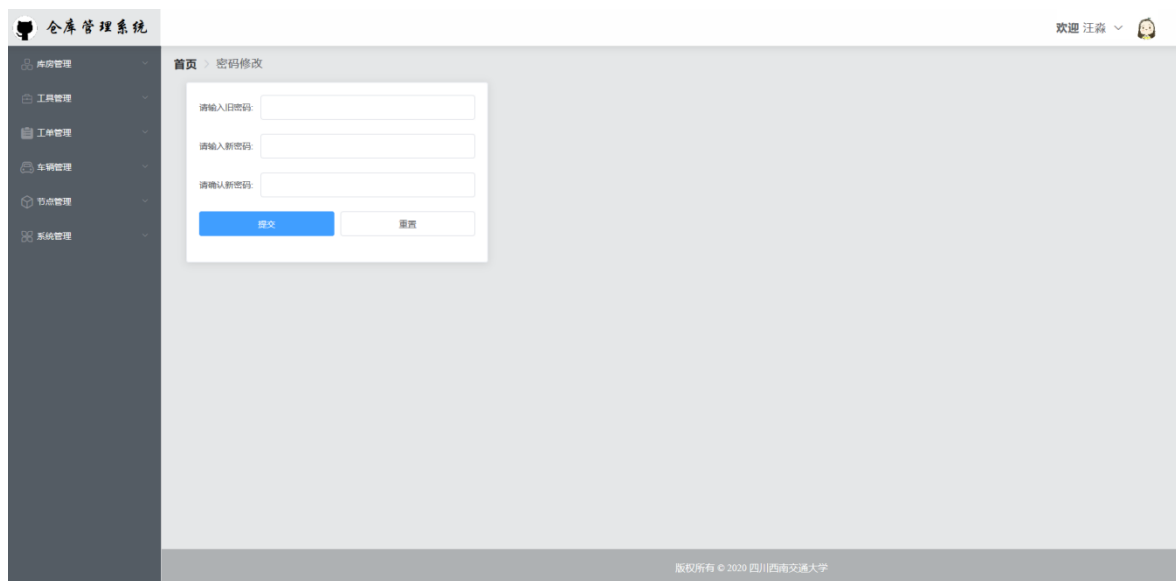 仓库管理系统
欢迎 汪淼
库房管理
工具管理
工单管理
车辆管理
节点管理
系统管理
首页 > 密码修改
请输入旧密码:
请输入新密码:
请确认新密码:
提交 重置
版权所有 © 2020 四川西南交通大学